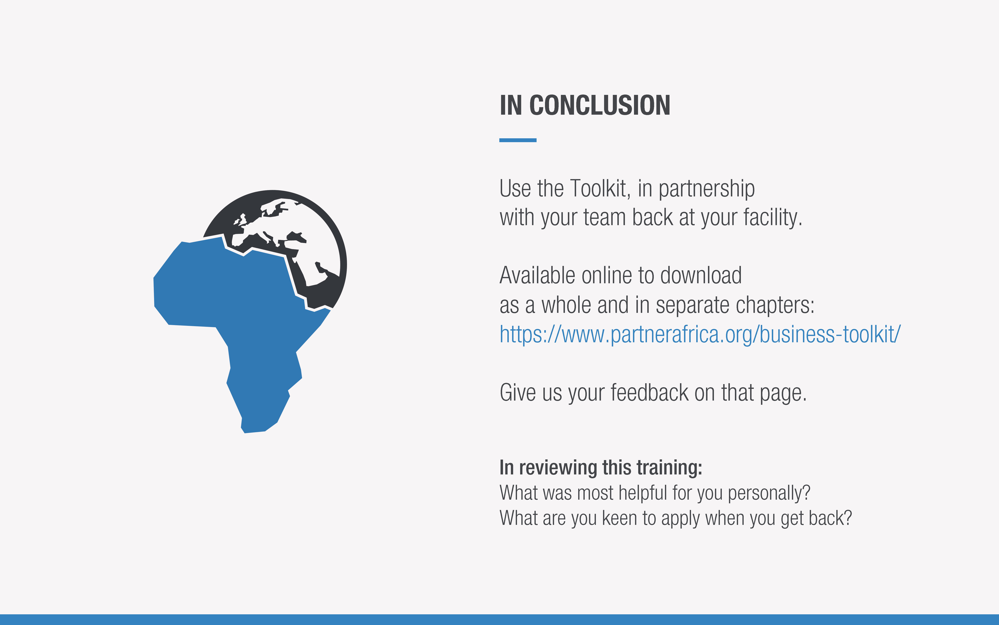 IN CONCLUSION
Use the Toolkit, in partnership
with your team back at your facility.
Available online to download
as a whole and in separate chapters:
https://www.partnerafrica.org/business-toolkit/
Give us your feedback on that page.
In reviewing this training:
What was most helpful for you personally?
What are you keen to apply when you get back?